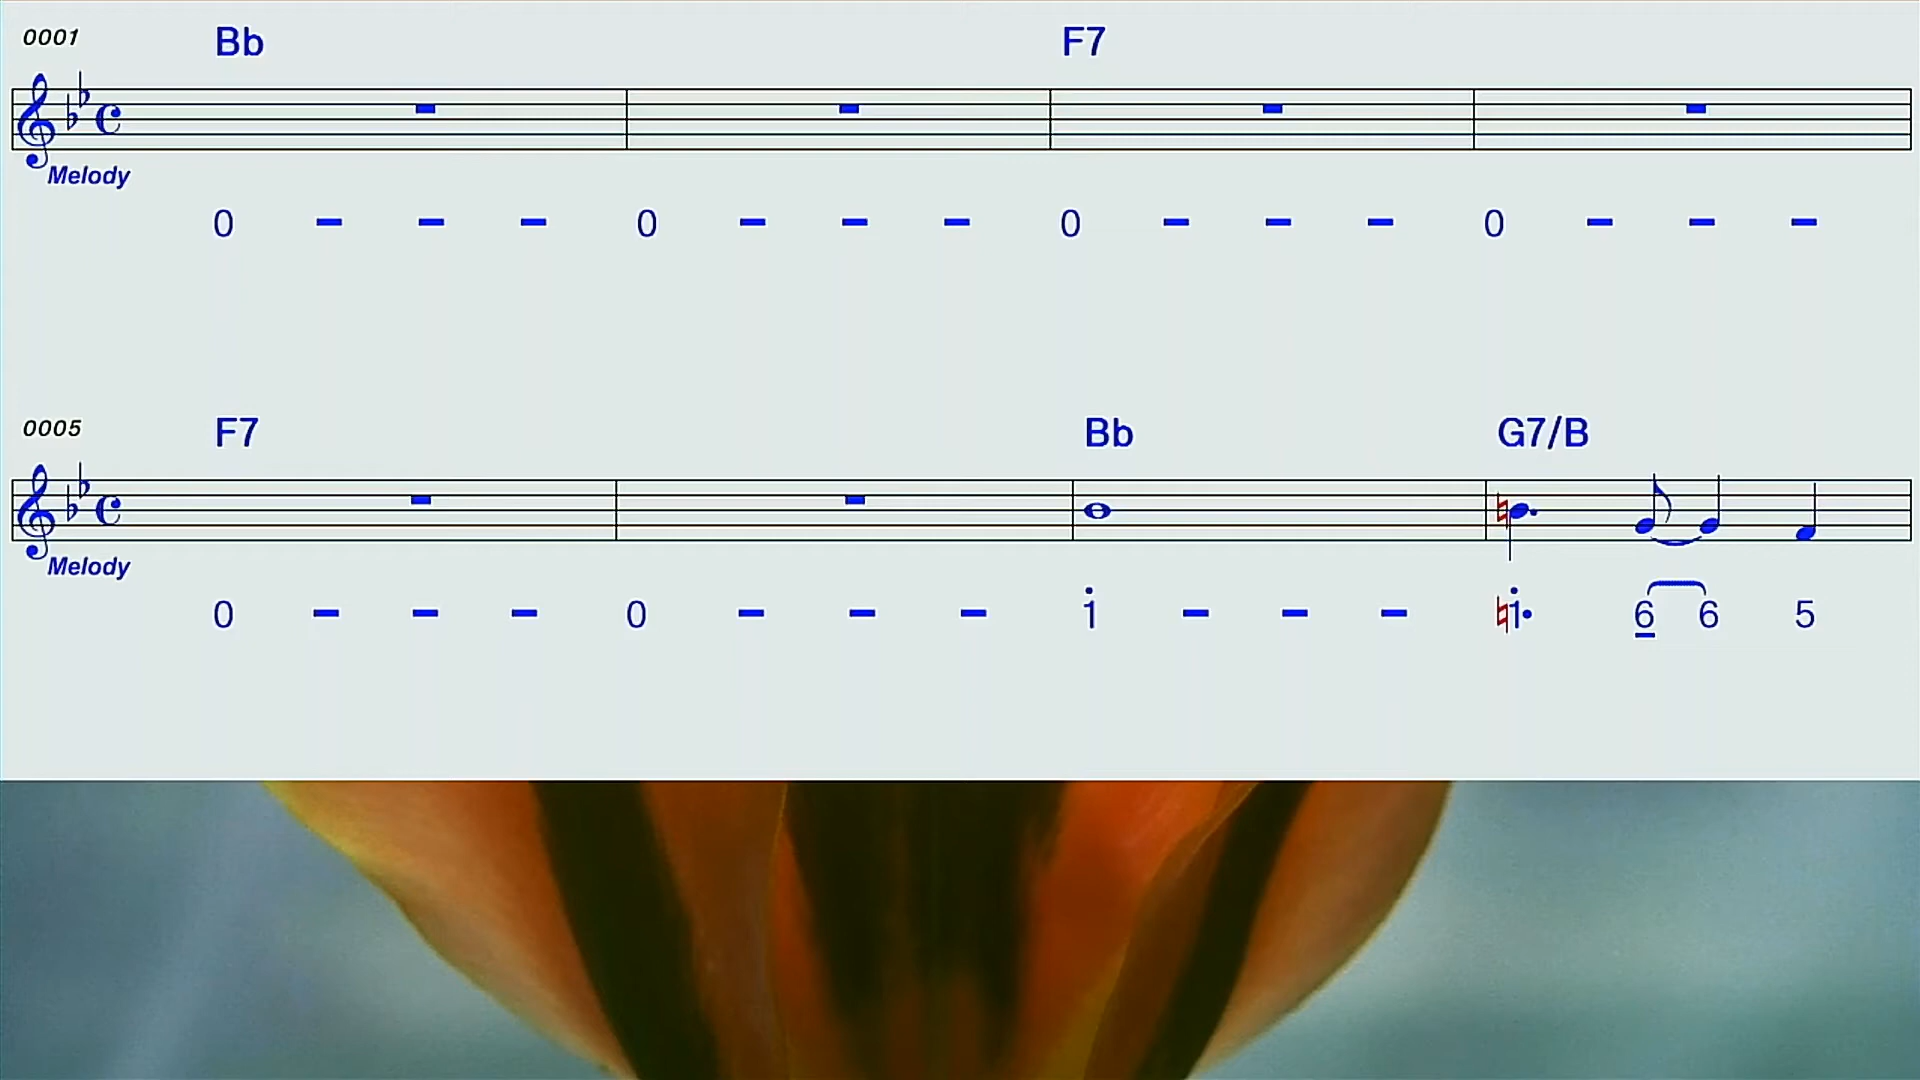 0001 Bb F7
Melody
0 - - - 0 - - - 0 - - - 0 - - -
0005 F7 Bb G7/B
Melody
0 - - - 0 - - - 1̇ - - - ♮1̇· 6 6 5